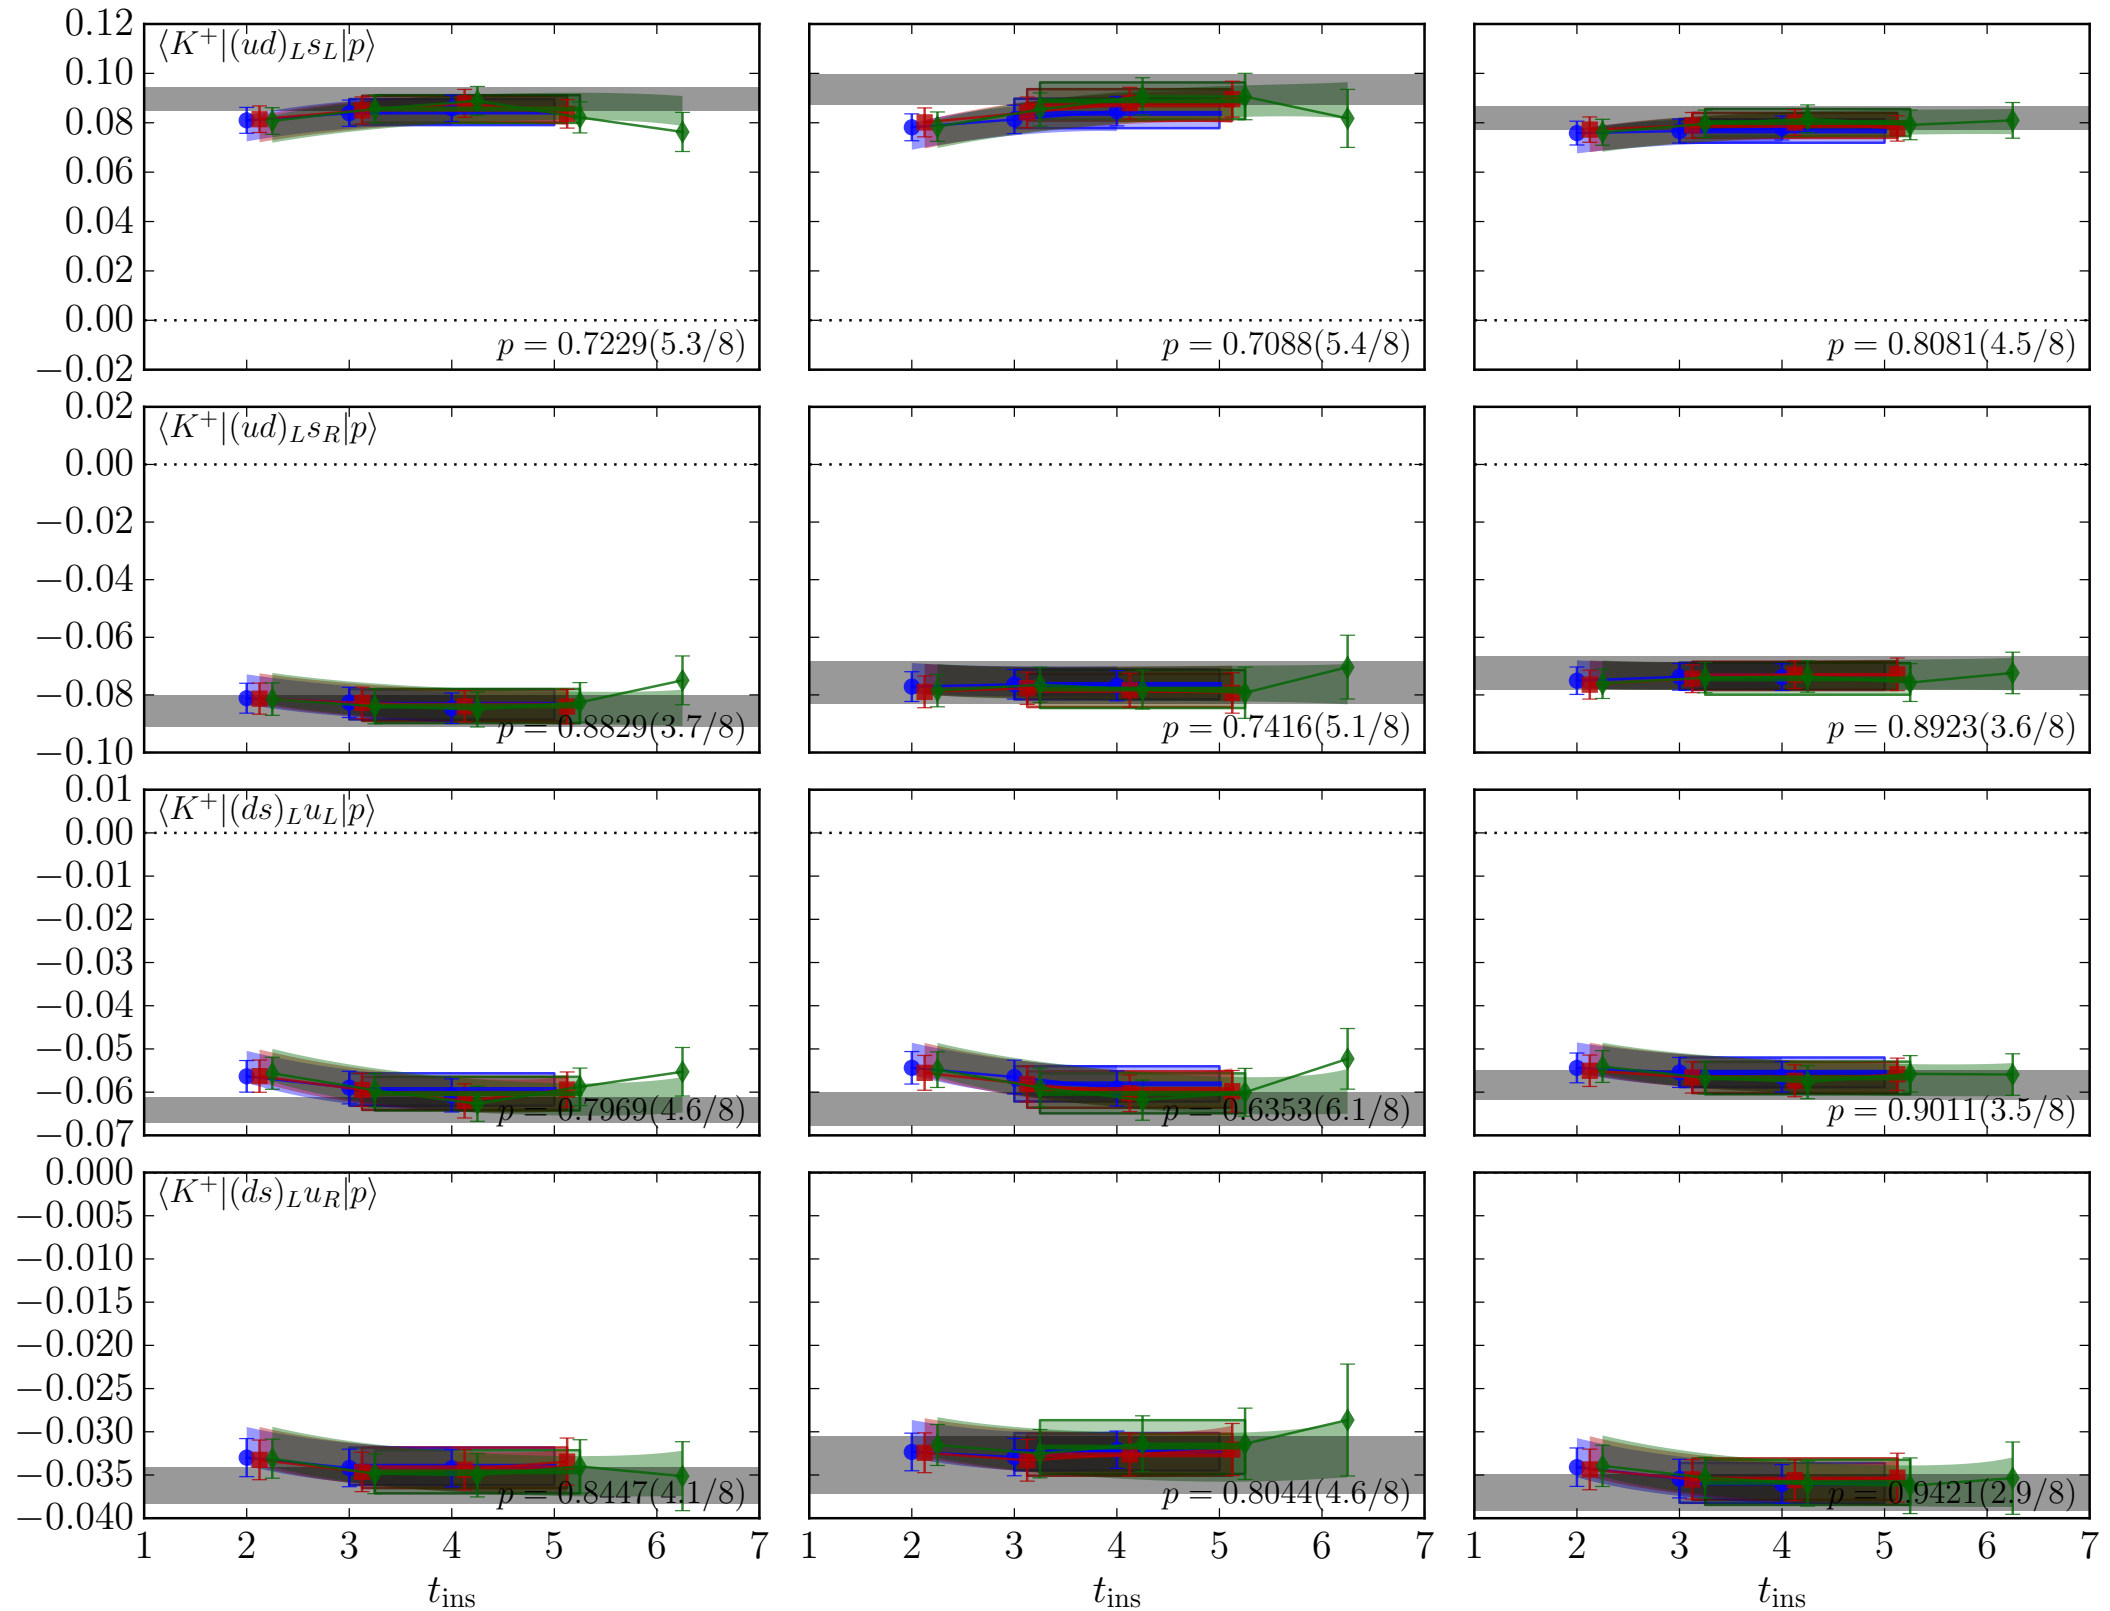 0.12
0.10
0.08
0.06
0.04
0.02
0.00
−0.02
⟨K⁺|(ud)_L s_L|p⟩
p = 0.7229(5.3/8)
p = 0.7088(5.4/8)
p = 0.8081(4.5/8)
0.02
0.00
−0.02
−0.04
−0.06
−0.08
−0.10
⟨K⁺|(ud)_L s_R|p⟩
p = 0.8829(3.7/8)
p = 0.7416(5.1/8)
p = 0.8923(3.6/8)
0.01
0.00
−0.01
−0.02
−0.03
−0.04
−0.05
−0.06
−0.07
⟨K⁺|(ds)_L u_L|p⟩
p = 0.7969(4.6/8)
p = 0.6353(6.1/8)
p = 0.9011(3.5/8)
0.000
−0.005
−0.010
−0.015
−0.020
−0.025
−0.030
−0.035
−0.040
⟨K⁺|(ds)_L u_R|p⟩
p = 0.8447(4.1/8)
p = 0.8044(4.6/8)
p = 0.9421(2.9/8)
1 2 3 4 5 6 7
1 2 3 4 5 6 7
1 2 3 4 5 6 7
t_ins
t_ins
t_ins